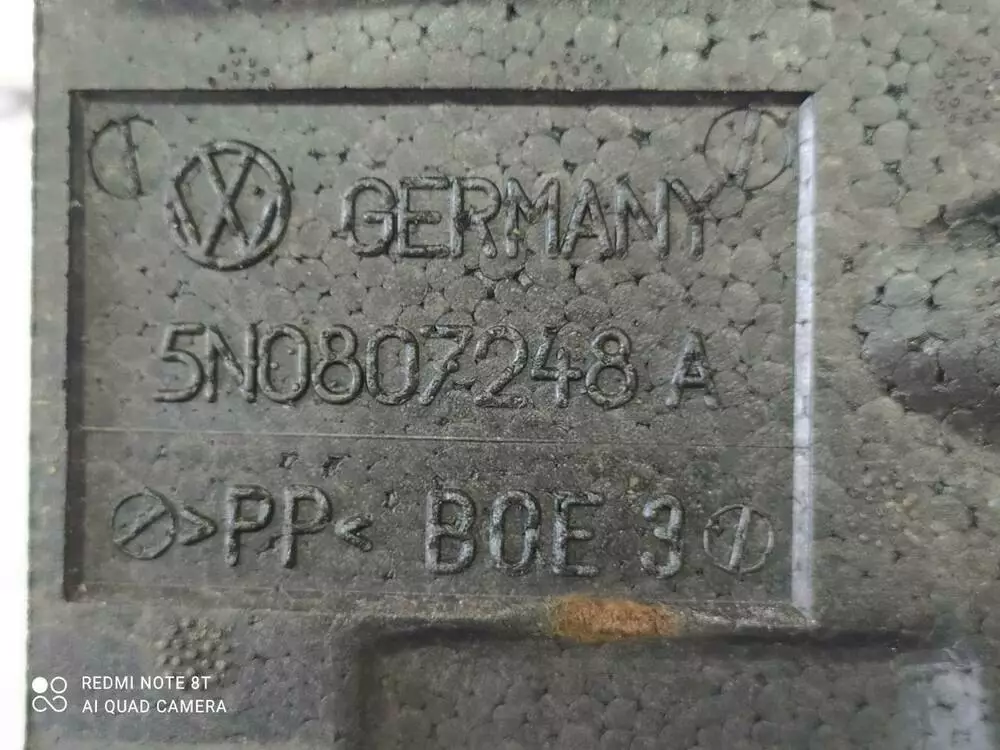 GERMANY
5N0807248 A
>PP< BOE 3
REDMI NOTE 8T
AI QUAD CAMERA